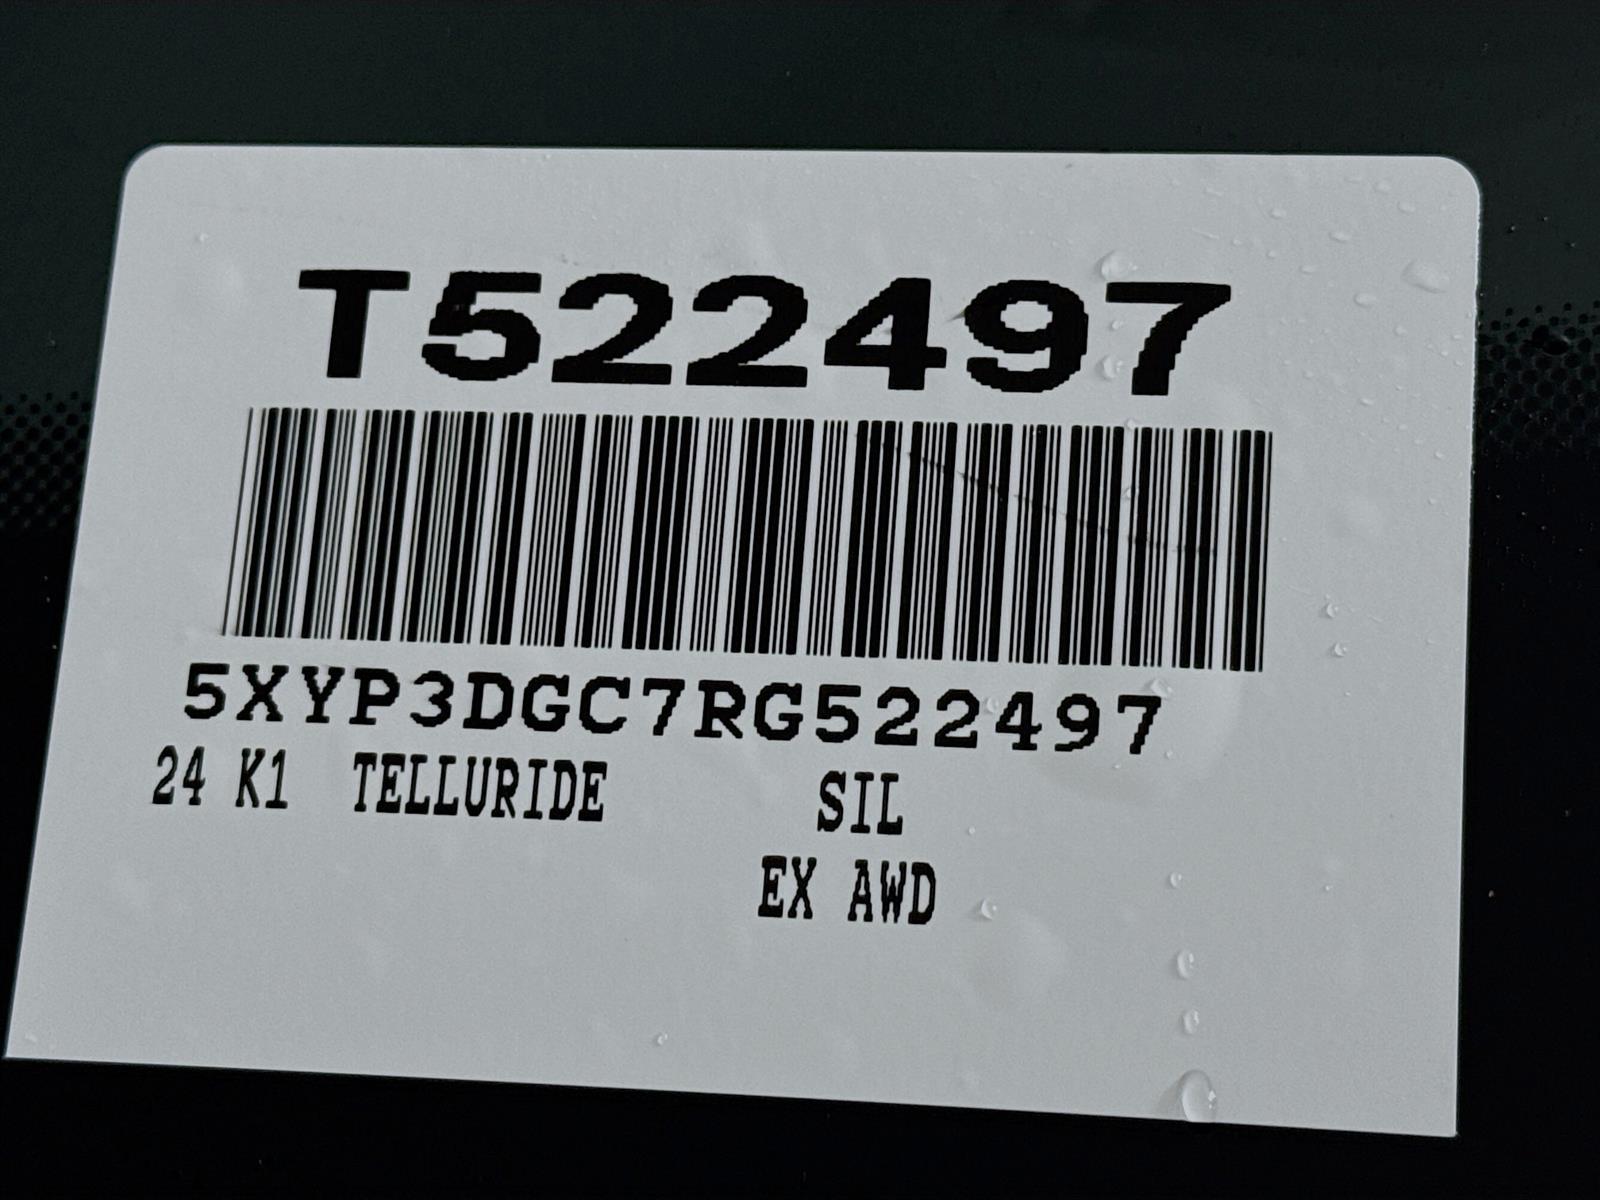 T522497
5XYP3DGC7RG522497
24 K1 TELLURIDE SIL
EX AWD